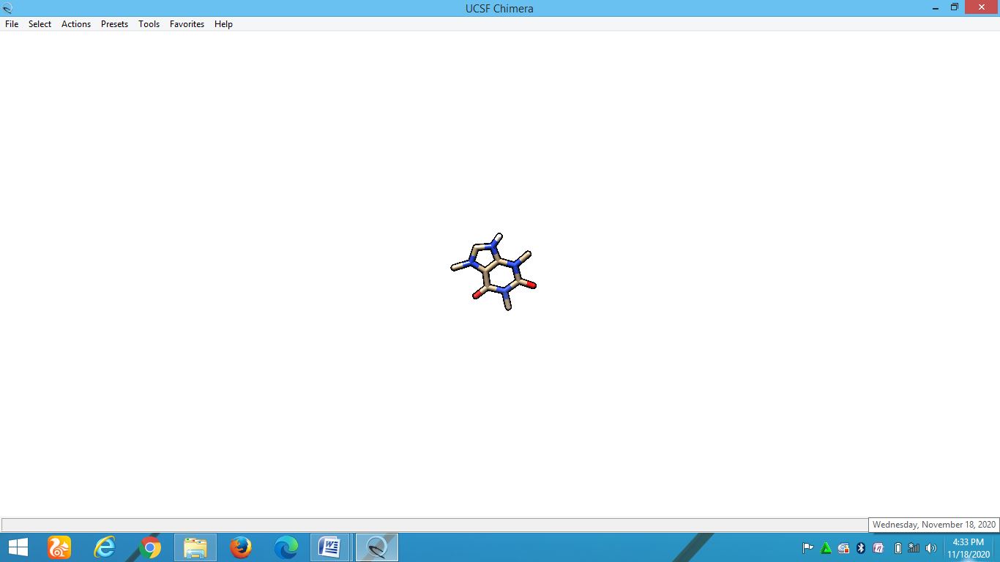 UCSF Chimera
File Select Actions Presets Tools Favorites Help
Wednesday, November 18, 2020
4:33 PM
11/18/2020